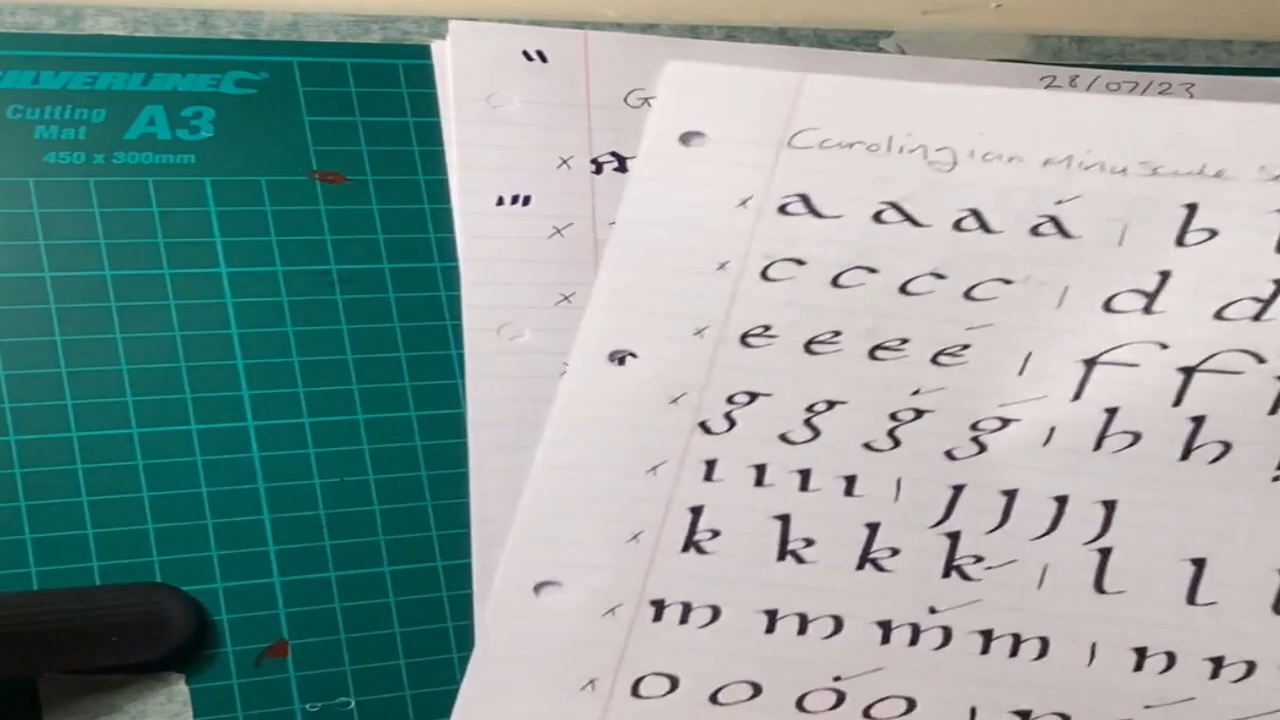 SILVERLINE
Cutting Mat A3
450 x 300mm
"
G
x A
"'
x
x
28/07/23
Carolingian Minuscule
x a a a a | b
x c c c c | d d
x e e e e | f f
x g g g g | h h
x ı ı ı ı | J J J J
x k k k k | l l
x m m m m | n n
x o o o o |